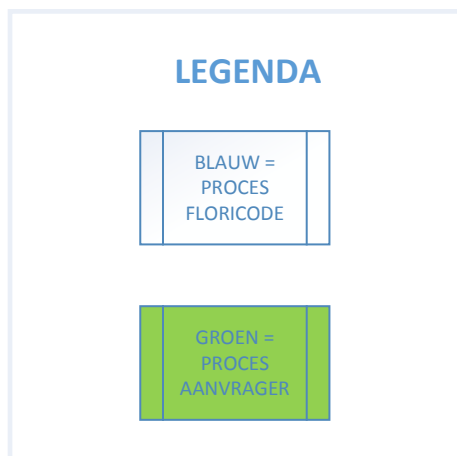 LEGENDA
BLAUW =
PROCES
FLORICODE
GROEN =
PROCES
AANVRAGER